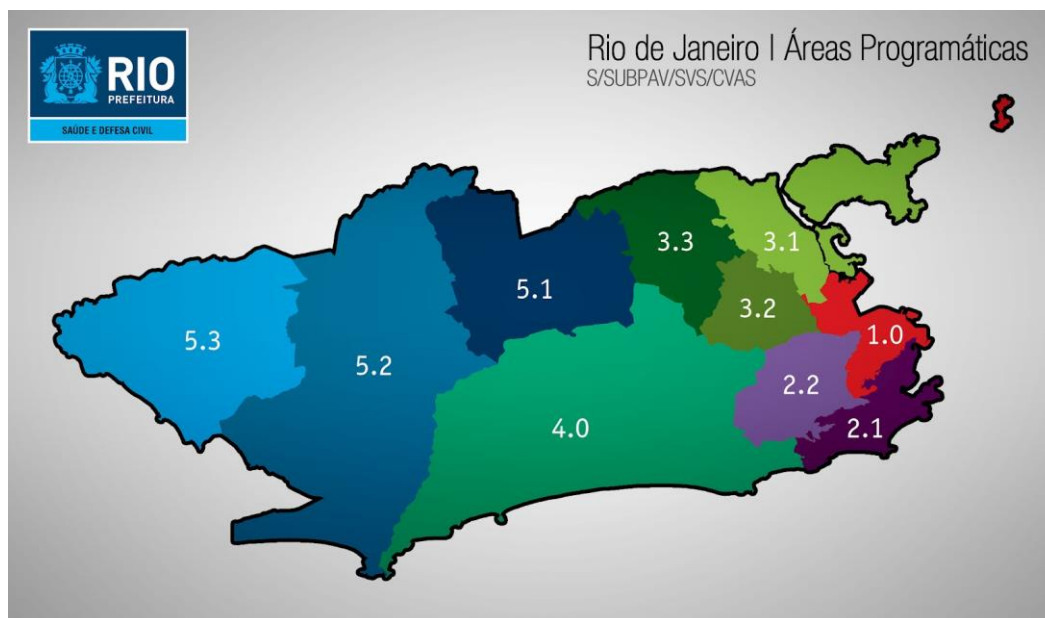 RIO
PREFEITURA
SAÚDE E DEFESA CIVIL
Rio de Janeiro | Áreas Programáticas
S/SUBPAV/SVS/CVAS
3.3
3.1
5.1
3.2
5.3
1.0
5.2
2.2
4.0
2.1